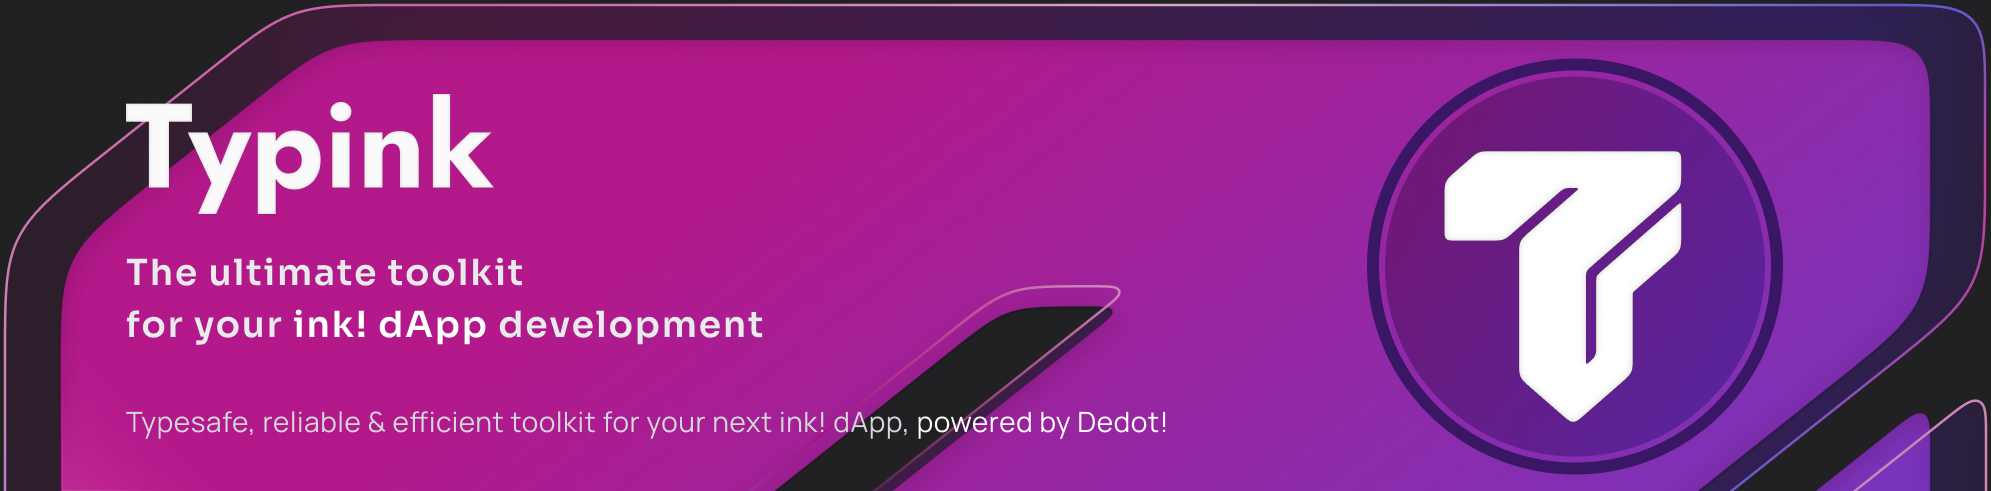 Typink
The ultimate toolkit
for your ink! dApp development
Typesafe, reliable & efficient toolkit for your next ink! dApp, powered by Dedot!